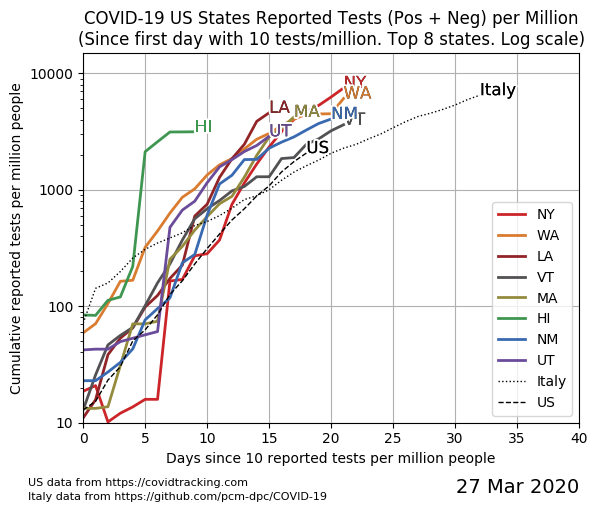 COVID-19 US States Reported Tests (Pos + Neg) per Million
(Since first day with 10 tests/million. Top 8 states. Log scale)
Cumulative reported tests per million people
10000
1000
100
10
NY
WA
LA
MA
Italy
HI
UT
NM
VT
US
NY
WA
LA
VT
MA
HI
NM
UT
Italy
US
0 5 10 15 20 25 30 35 40
Days since 10 reported tests per million people
US data from https://covidtracking.com
Italy data from https://github.com/pcm-dpc/COVID-19
27 Mar 2020